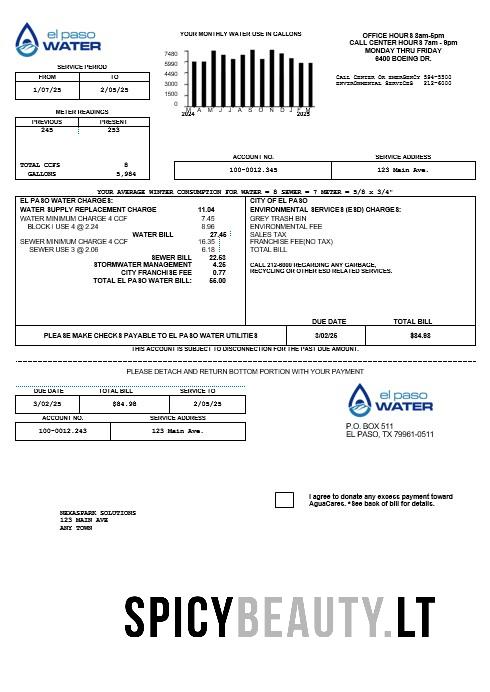 el paso
WATER
YOUR MONTHLY WATER USE IN GALLONS
7480
5990
4490
3000
1500
0
M A M J J A S O N D J F M
2024 2025
OFFICE HOURS 8am-5pm
CALL CENTER HOURS 7am - 6pm
MONDAY THRU FRIDAY
6400 BOEING DR.
CALL CENTER OR EMERGENCY 594-5500
ENVIRONMENTAL SERVICES 212-6000
SERVICE PERIOD
FROM TO
1/07/25 2/05/25
METER READINGS
PREVIOUS PRESENT
245 253
TOTAL CCFS 8
GALLONS 5,984
ACCOUNT NO. SERVICE ADDRESS
100-0012.345 123 Main Ave.
YOUR AVERAGE WINTER CONSUMPTION FOR WATER = 8 SEWER = 7 METER = 5/8 x 3/4"
EL PASO WATER CHARGES:
WATER SUPPLY REPLACEMENT CHARGE 11.04
WATER MINIMUM CHARGE 4 CCF 7.45
BLOCK I USE 4 @ 2.24 8.96
WATER BILL 27.45
SEWER MINIMUM CHARGE 4 CCF 16.35
SEWER USE 3 @ 2.06 6.18
SEWER BILL 22.53
STORMWATER MANAGEMENT 4.25
CITY FRANCHISE FEE 0.77
TOTAL EL PASO WATER BILL: 55.00
CITY OF EL PASO
ENVIRONMENTAL SERVICES (ESD) CHARGES:
GREY TRASH BIN
ENVIRONMENTAL FEE
SALES TAX
FRANCHISE FEE(NO TAX)
TOTAL BILL
CALL 212-6000 REGARDING ANY GARBAGE,
RECYCLING OR OTHER ESD RELATED SERVICES.
DUE DATE TOTAL BILL
PLEASE MAKE CHECKS PAYABLE TO EL PASO WATER UTILITIES 3/02/25 $84.98
THIS ACCOUNT IS SUBJECT TO DISCONNECTION FOR THE PAST DUE AMOUNT.
PLEASE DETACH AND RETURN BOTTOM PORTION WITH YOUR PAYMENT
DUE DATE TOTAL BILL SERVICE TO
3/02/25 $84.98 2/05/25
ACCOUNT NO. SERVICE ADDRESS
100-0012.243 123 Main Ave.
el paso
WATER
P.O. BOX 511
EL PASO, TX 79961-0511
I agree to donate any excess payment toward
AguaCares. *See back of bill for details.
NEXASPARK SOLUTIONS
123 MAIN AVE
ANY TOWN
SPICYBEAUTY.LT